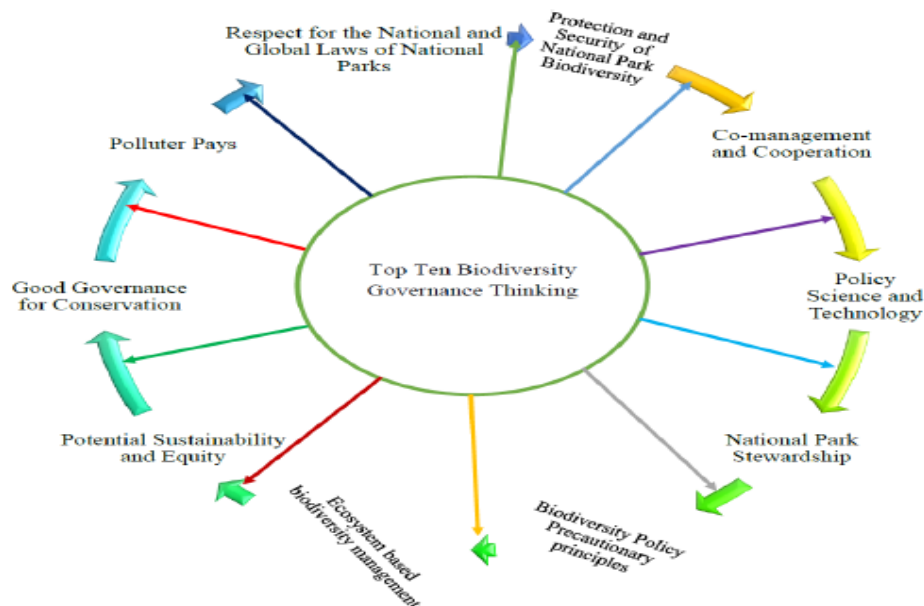 Respect for the National and
Global Laws of National
Parks
Protection and
Security of
National Park
Biodiversity
Co-management
and Cooperation
Policy
Science and
Technology
National Park
Stewardship
Biodiversity Policy
Precautionary
principles
Ecosystem based
biodiversity management
Potential Sustainability
and Equity
Good Governance
for Conservation
Polluter Pays
Top Ten Biodiversity
Governance Thinking